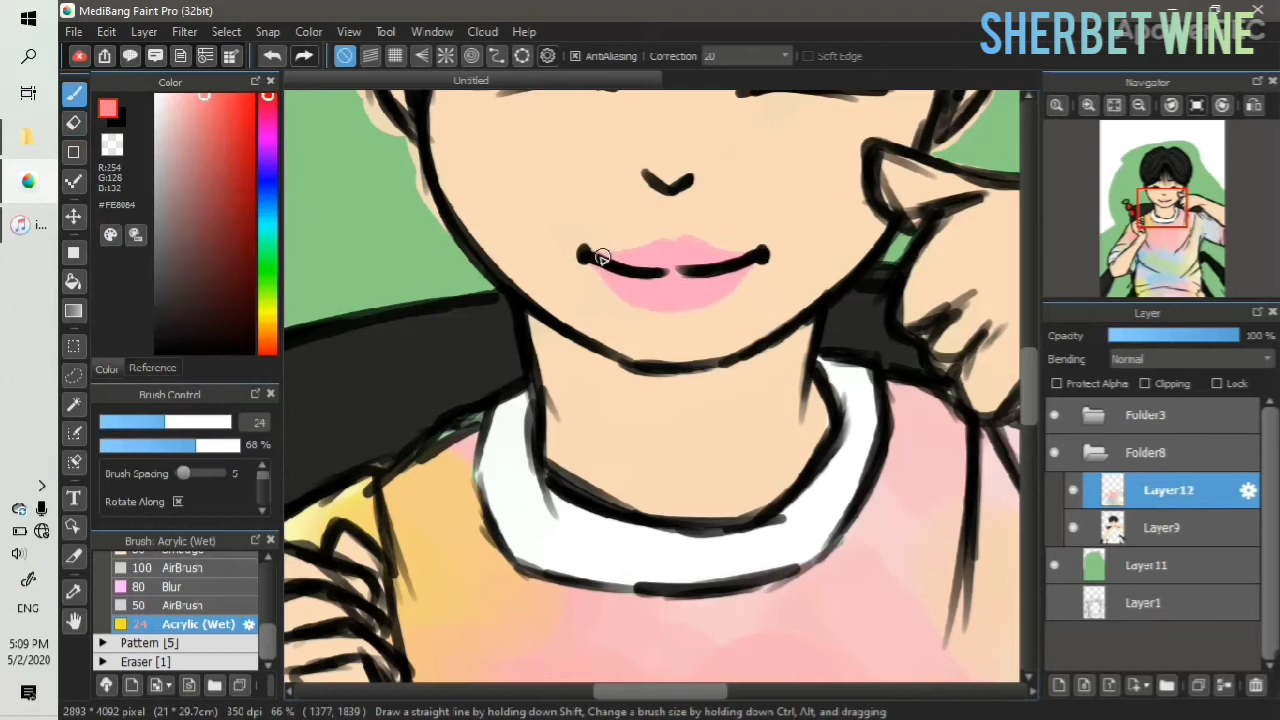 MediBang Paint Pro (32bit)
SHERBET WINE
File Edit Layer Filter Select Snap Color View Tool Window Cloud Help
AntiAliasing Correction 20 Soft Edge
Color
Untitled
Navigator
R:254
G:128
B:132
#FE8084
Color Reference
Brush Control
24
68 %
Brush Spacing 5
Rotate Along
Brush: Acrylic (Wet)
100 AirBrush
80 Blur
50 AirBrush
24 Acrylic (Wet)
Pattern [5]
Eraser [1]
Layer
Opacity 100 %
Blending Normal
Protect Alpha Clipping Lock
Folder3
Folder8
Layer12
Layer9
Layer11
Layer1
i...
ENG
5:09 PM
5/2/2020
2893 * 4092 pixel (21 * 29.7cm) 350 dpi 66 % ( 1377, 1839 ) Draw a straight line by holding down Shift, Change a brush size by holding down Ctrl, Alt, and dragging